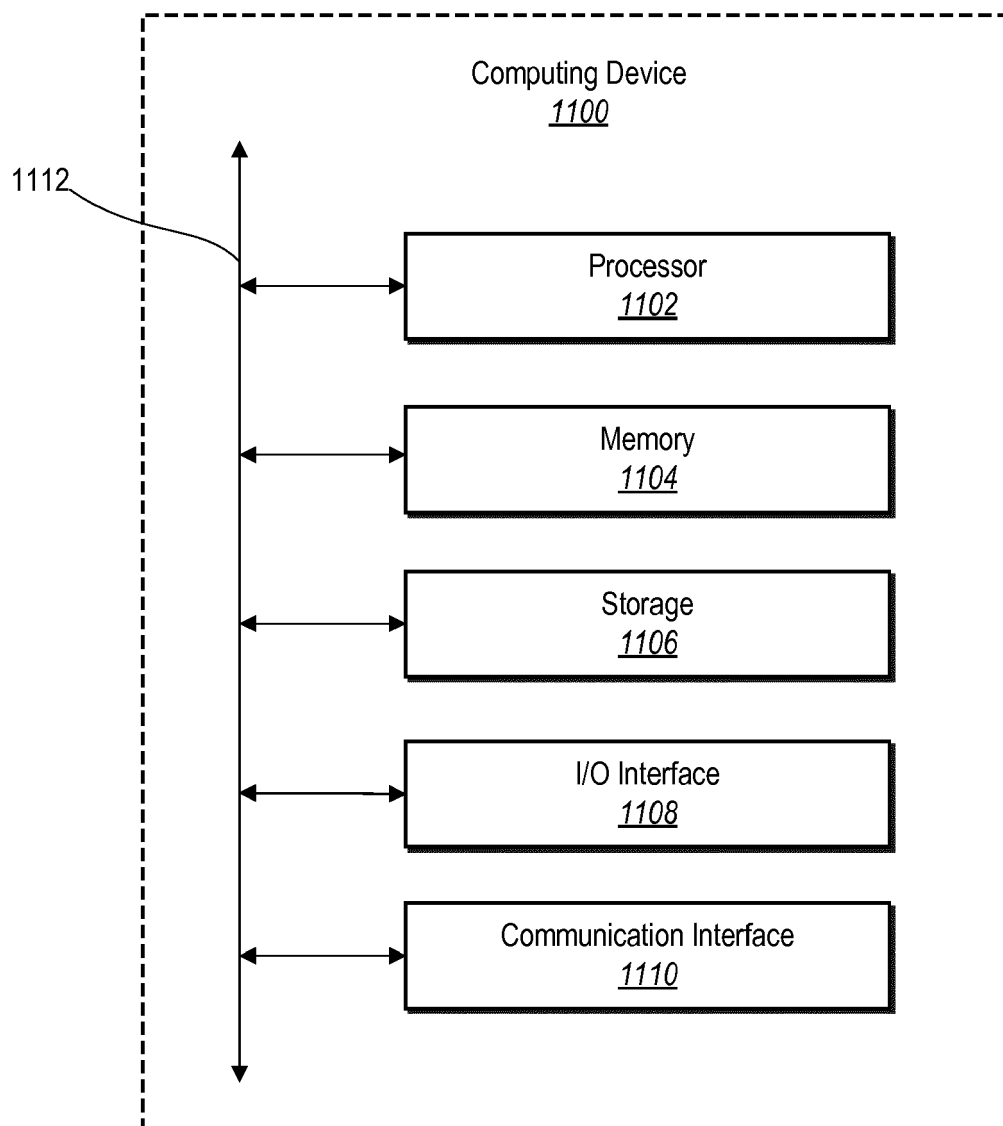 Computing Device
1100
1112
Processor
1102
Memory
1104
Storage
1106
I/O Interface
1108
Communication Interface
1110